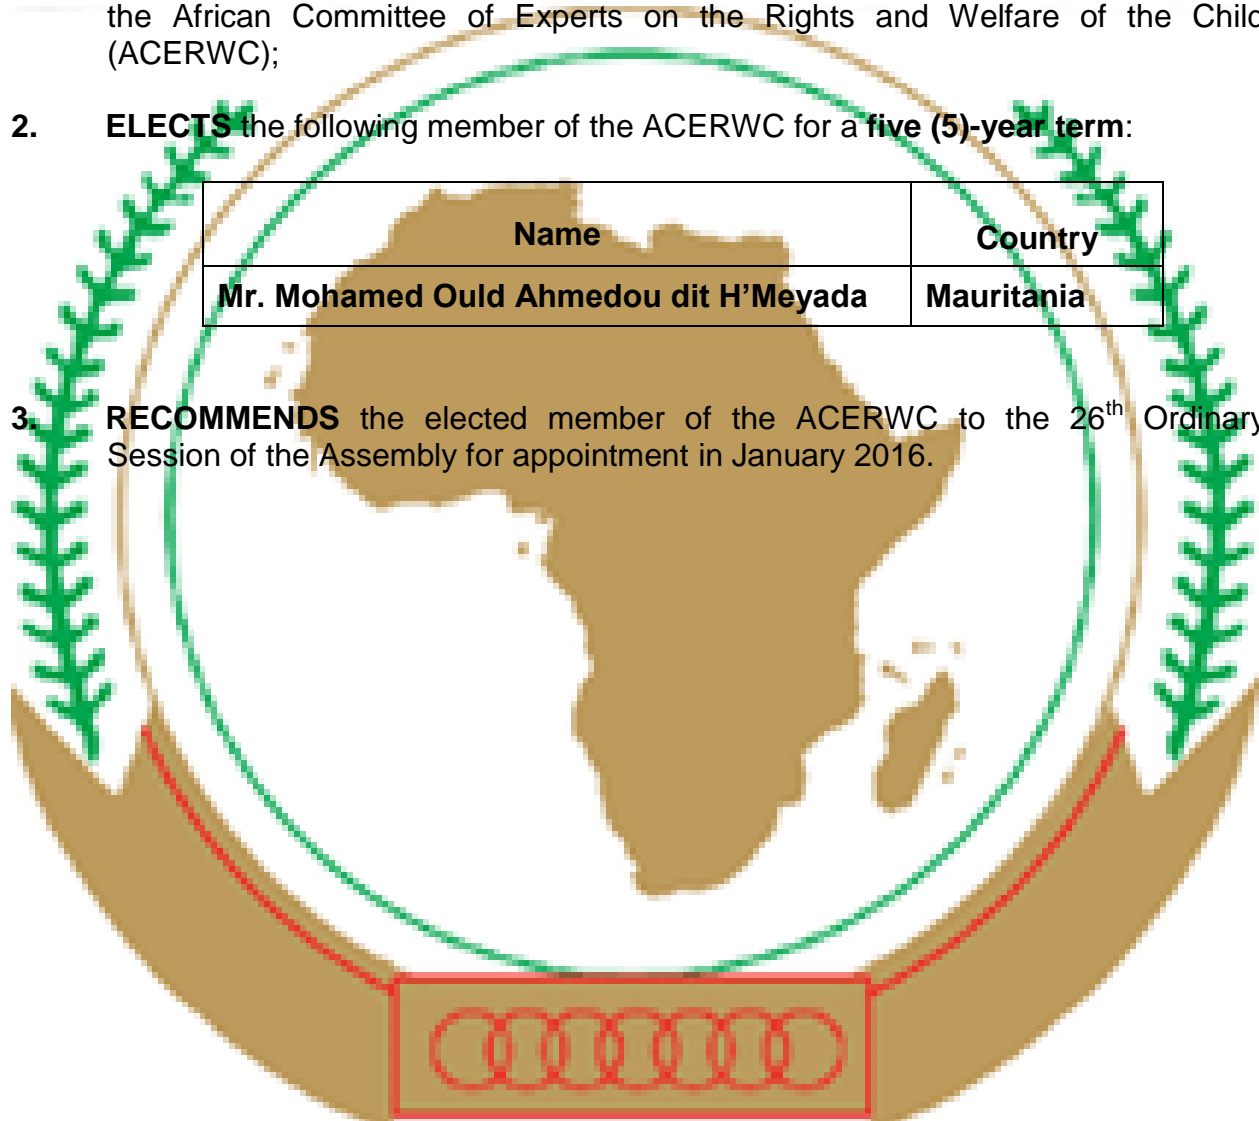 the African Committee of Experts on the Rights and Welfare of the Child
(ACERWC);
2. ELECTS the following member of the ACERWC for a five (5)-year term:
Name Country
Mr. Mohamed Ould Ahmedou dit H’Meyada Mauritania
3. RECOMMENDS the elected member of the ACERWC to the 26th Ordinary
Session of the Assembly for appointment in January 2016.